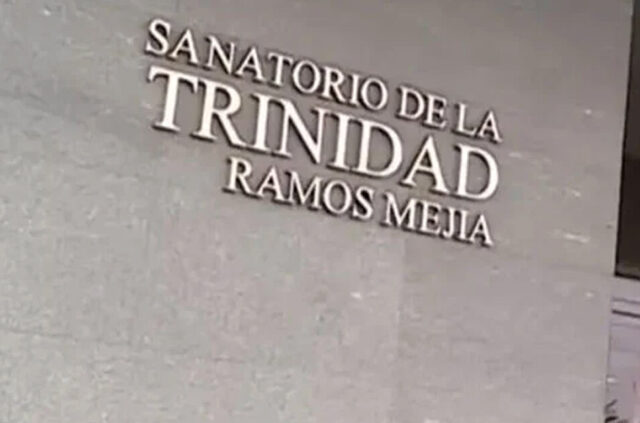 SANATORIO DE LA
TRINIDAD
RAMOS MEJIA